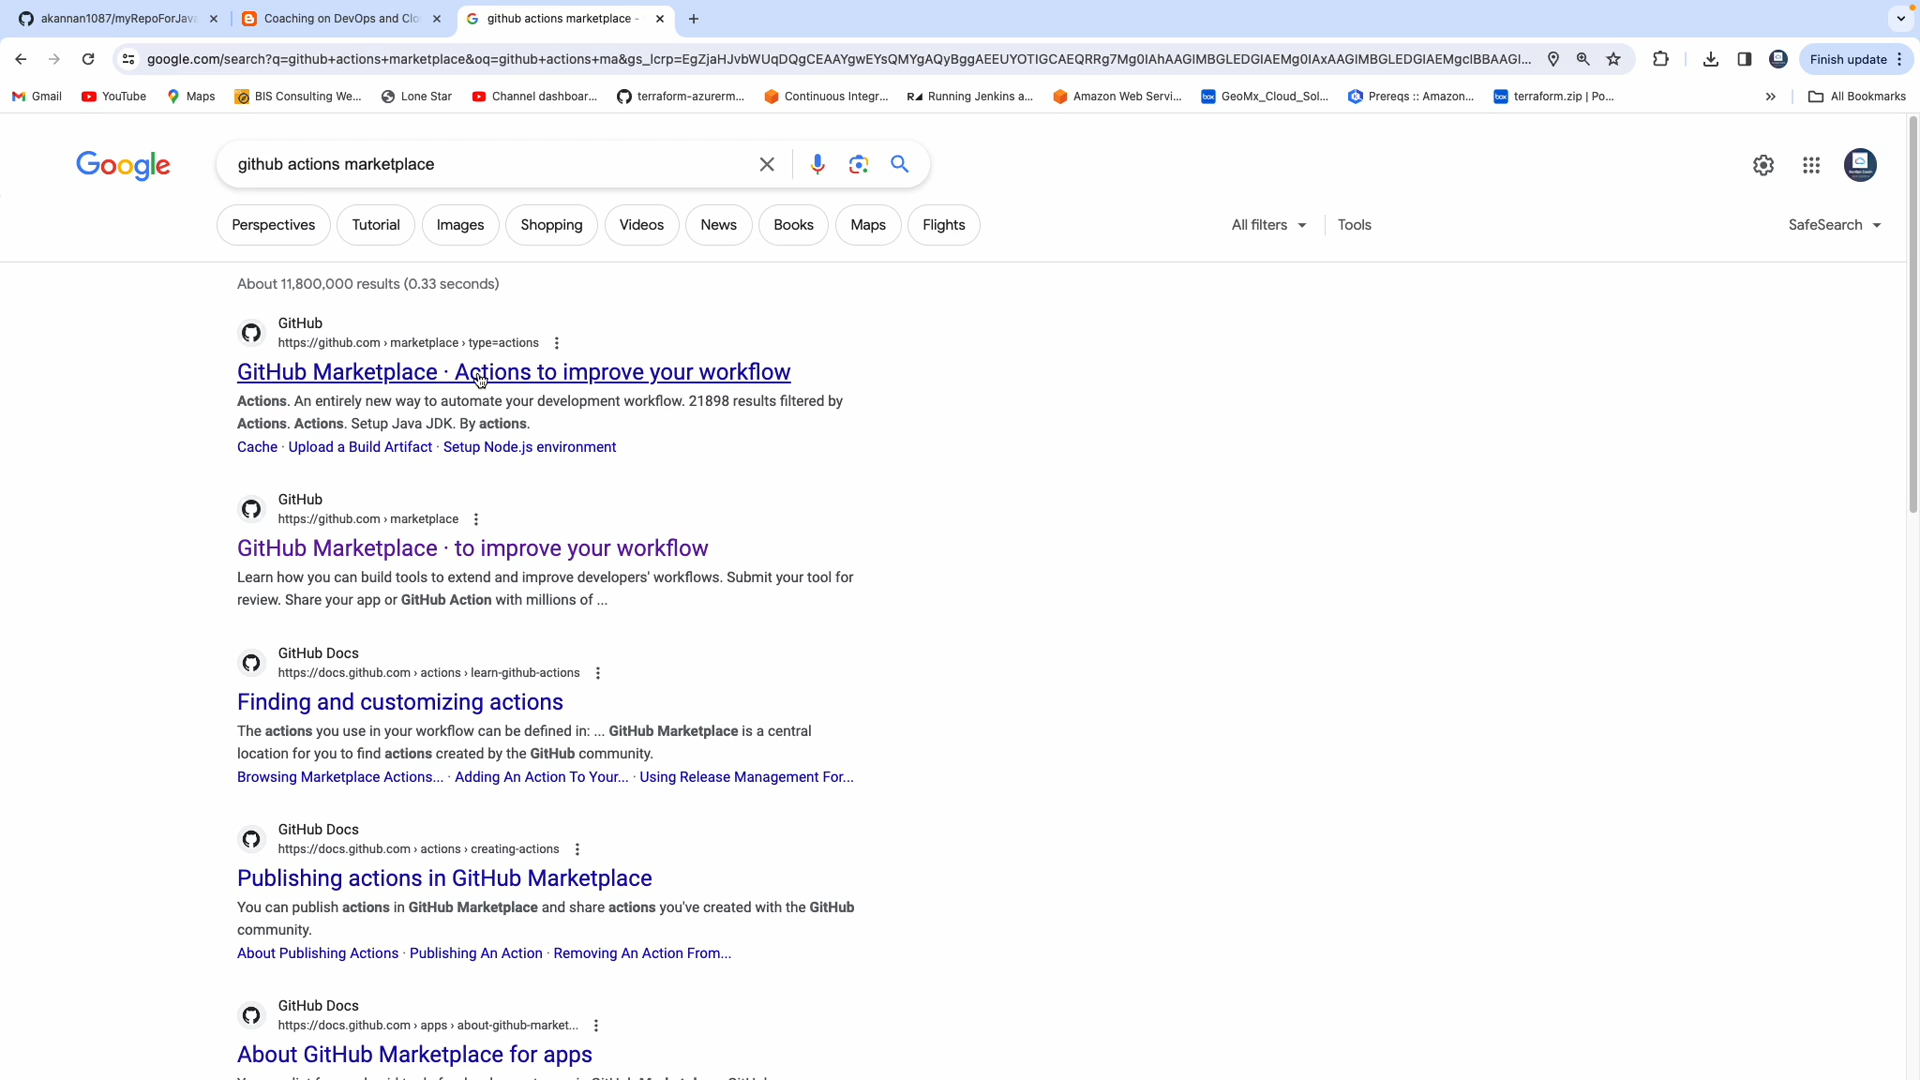 akannan1087/myRepoForJava
Coaching on DevOps and Clo
github actions marketplace -
google.com/search?q=github+actions+marketplace&oq=github+actions+ma&gs_lcrp=EgZjaHJvbWUqDQgCEAAYgwEYsQMYgAQyBggAEEUYOTIGCAEQRRg7Mg0IAhAAGIMBGLEDGIAEMg0IAxAAGIMBGLEDGIAEMgcIBBAAGI...
Finish update
Gmail
YouTube
Maps
BIS Consulting We...
Lone Star
Channel dashboar...
terraform-azurerm...
Continuous Integr...
Running Jenkins a...
Amazon Web Servi...
GeoMx_Cloud_Sol...
Prereqs :: Amazon...
terraform.zip | Po...
»
All Bookmarks
Google
github actions marketplace
Perspectives
Tutorial
Images
Shopping
Videos
News
Books
Maps
Flights
All filters
Tools
SafeSearch
About 11,800,000 results (0.33 seconds)
GitHub
https://github.com › marketplace › type=actions
GitHub Marketplace · Actions to improve your workflow
Actions. An entirely new way to automate your development workflow. 21898 results filtered by
Actions. Actions. Setup Java JDK. By actions.
Cache · Upload a Build Artifact · Setup Node.js environment
GitHub
https://github.com › marketplace
GitHub Marketplace · to improve your workflow
Learn how you can build tools to extend and improve developers' workflows. Submit your tool for
review. Share your app or GitHub Action with millions of ...
GitHub Docs
https://docs.github.com › actions › learn-github-actions
Finding and customizing actions
The actions you use in your workflow can be defined in: ... GitHub Marketplace is a central
location for you to find actions created by the GitHub community.
Browsing Marketplace Actions... · Adding An Action To Your... · Using Release Management For...
GitHub Docs
https://docs.github.com › actions › creating-actions
Publishing actions in GitHub Marketplace
You can publish actions in GitHub Marketplace and share actions you've created with the GitHub
community.
About Publishing Actions · Publishing An Action · Removing An Action From...
GitHub Docs
https://docs.github.com › apps › about-github-market...
About GitHub Marketplace for apps